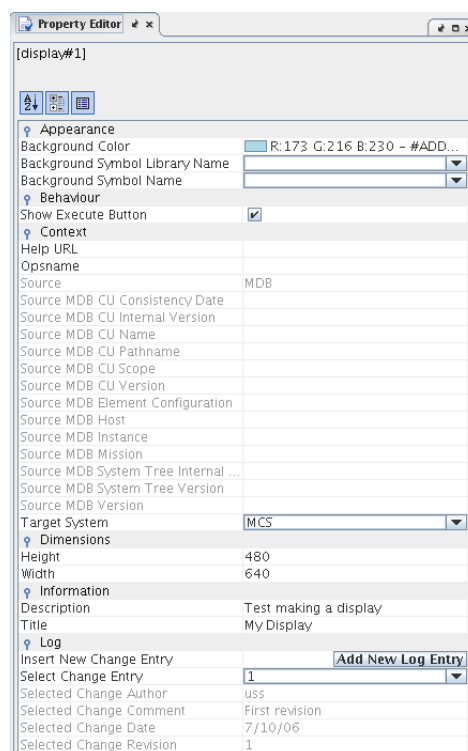 Property Editor
[display#1]
Appearance
Background Color R:173 G:216 B:230 – #ADD...
Background Symbol Library Name
Background Symbol Name
Behaviour
Show Execute Button
Context
Help URL
Opsname
Source MDB
Source MDB CU Consistency Date
Source MDB CU Internal Version
Source MDB CU Name
Source MDB CU Pathname
Source MDB CU Scope
Source MDB CU Version
Source MDB Element Configuration
Source MDB Host
Source MDB Instance
Source MDB Mission
Source MDB System Tree Internal ...
Source MDB System Tree Version
Source MDB Version
Target System MCS
Dimensions
Height 480
Width 640
Information
Description Test making a display
Title My Display
Log
Insert New Change Entry Add New Log Entry
Select Change Entry 1
Selected Change Author uss
Selected Change Comment First revision
Selected Change Date 7/10/06
Selected Change Revision 1